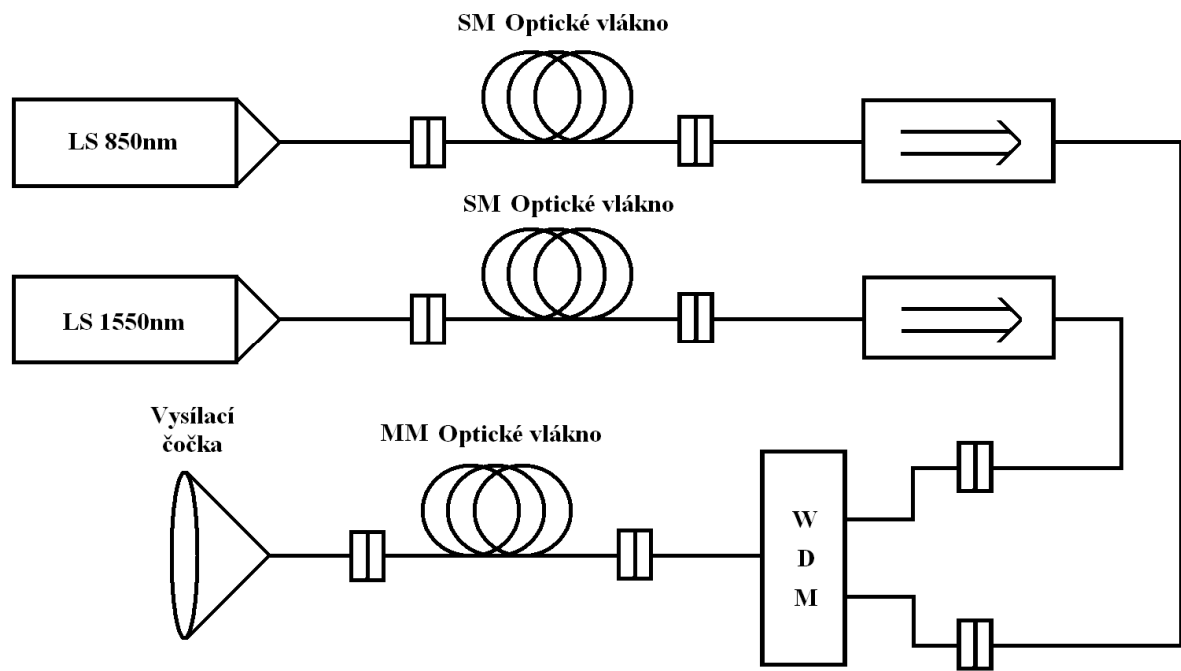 SM Optické vlákno
LS 850nm
SM Optické vlákno
LS 1550nm
Vysílací
čočka
MM Optické vlákno
W
D
M